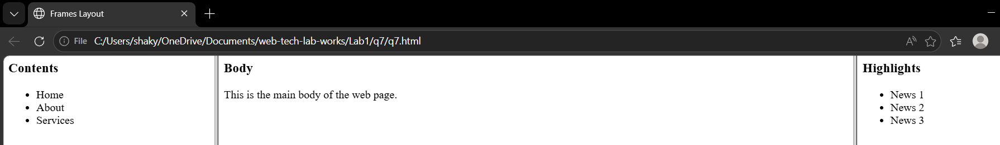 Frames Layout
File C:/Users/shaky/OneDrive/Documents/web-tech-lab-works/Lab1/q7/q7.html
Contents
• Home
• About
• Services
Body
This is the main body of the web page.
Highlights
• News 1
• News 2
• News 3